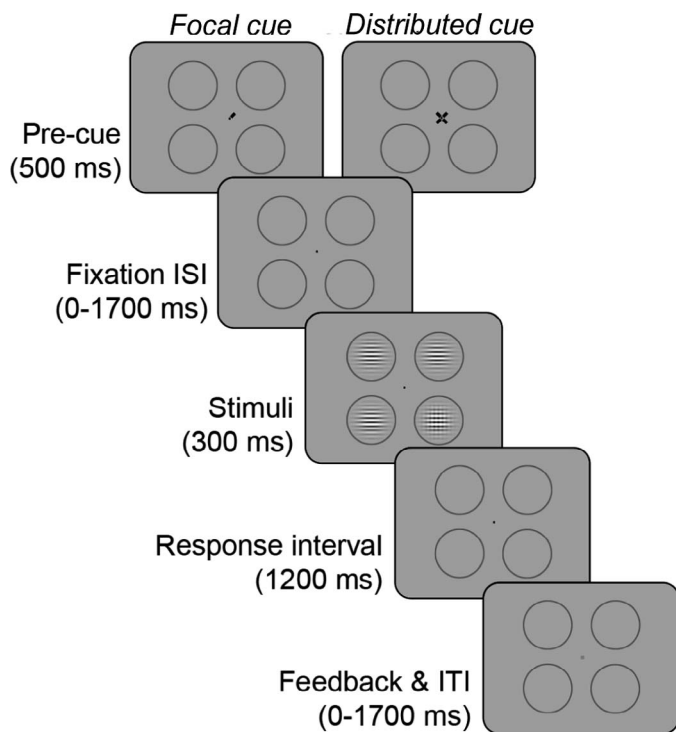 Focal cue
Distributed cue
Pre-cue
(500 ms)
Fixation ISI
(0-1700 ms)
Stimuli
(300 ms)
Response interval
(1200 ms)
Feedback & ITI
(0-1700 ms)